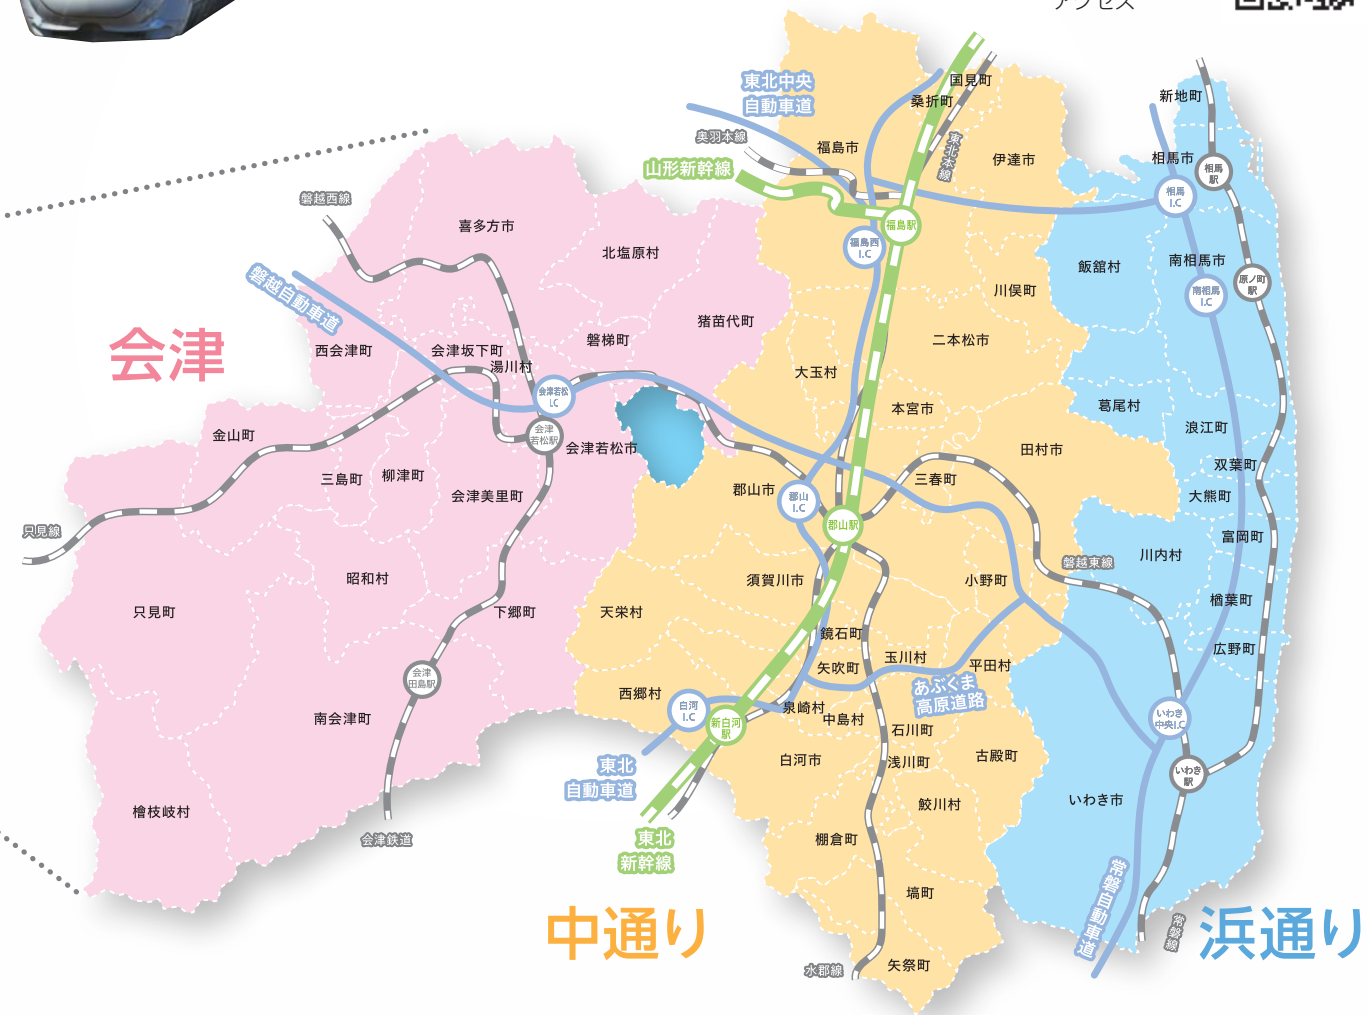 アクセス
国見町
東北中央
自動車道
桑折町
新地町
奥羽本線
福島市
東北本線
伊達市
相馬市
相馬
駅
山形新幹線
相馬
I.C
磐越西線
喜多方市
福島駅
北塩原村
福島西
I.C
飯舘村
南相馬市
原ノ町
駅
磐越自動車道
川俣町
南相馬
I.C
猪苗代町
会津
西会津町
会津坂下町
湯川村
磐梯町
二本松市
大玉村
会津若松
I.C
本宮市
葛尾村
金山町
会津
若松駅
会津若松市
浪江町
田村市
三島町
柳津町
会津美里町
郡山市
郡山
I.C
三春町
双葉町
大熊町
只見線
郡山駅
富岡町
昭和村
須賀川市
小野町
磐越東線
川内村
只見町
下郷町
天栄村
楢葉町
鏡石町
広野町
会津
田島駅
矢吹町
玉川村
平田村
西郷村
あぶくま
高原道路
南会津町
白河
I.C
新白河
駅
泉崎村
中島村
石川町
いわき
中央I.C
東北
自動車道
白河市
浅川町
古殿町
いわき
駅
檜枝岐村
鮫川村
いわき市
会津鉄道
東北
新幹線
棚倉町
塙町
常磐自動車道
中通り
常磐線
浜通り
水郡線
矢祭町